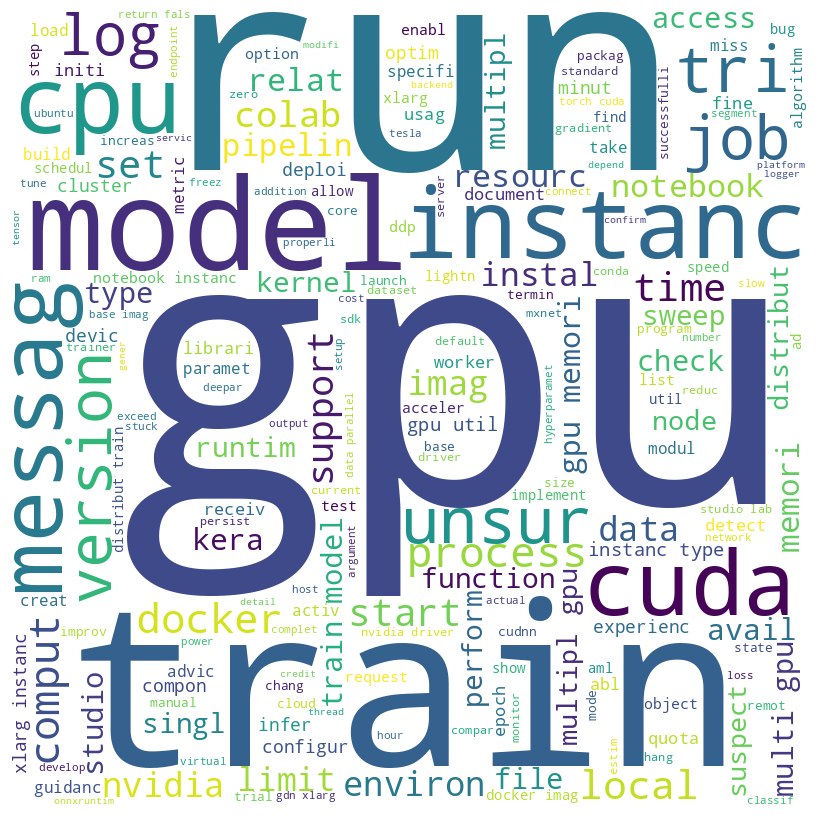 return fals
load
log
step
initi
endpoint
run
modifi
option
enabl
optim
specifi
packag
standard
access
miss
bug
tri
algorithm
relat
zero
backend
xlarg
usag
multipl
minut
fine
segment
find
torch cuda
gradient
successfulli
cpu
ubuntu
increas
servic
colab
tesla
take
job
build
set
pipelin
schedul
metric
deploi
resourc
depend
platform
logger
tune
cluster
freez
addition
allow
document
server
connect
notebook
model
core
ddp
instanc
confirm
tensor
properli
ram
notebook instanc
kernel
launch
lightn
instal
conda
time
speed
slow
messag
type
base imag
cost
dataset
termin
mxnet
sweep
program
number
distribut
ad
devic
trainer
gener
sdk
setup
default
librari
worker
check
paramet
imag
list
reduc
deepar
acceler
hyperparamet
gpu memori
util
version
exceed
stuck
support
gpu util
node
output
base
modul
gpu
runtim
data parallel
driver
memori
distribut train
current
size
implement
receiv
test
studio lab
persist
unsur
data
detect
network
kera
argument
process
instanc type
creat
host
function
cuda
detail
actual
activ
docker
start
train
improv
complet
nvidia driver
cudnn
multipl gpu
experienc
avail
power
train model
perform
show
aml
state
loss
xlarg instanc
comput
studio
advic
chang
request
abl
object
compon
credit
epoch
mode
suspect
remot
multi gpu
manual
cloud
thread
monitor
singl
infer
hour
compar
estim
quota
develop
virtual
configur
hang
guidanc
nvidia
limit
environ
file
local
onnxruntim
trial
gdn xlarg
docker imag
classif